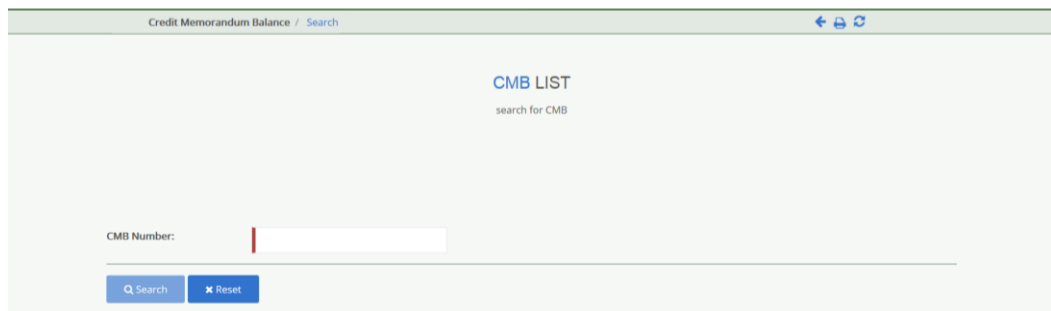 Credit Memorandum Balance / Search
CMB LIST
search for CMB
CMB Number:
Search
Reset